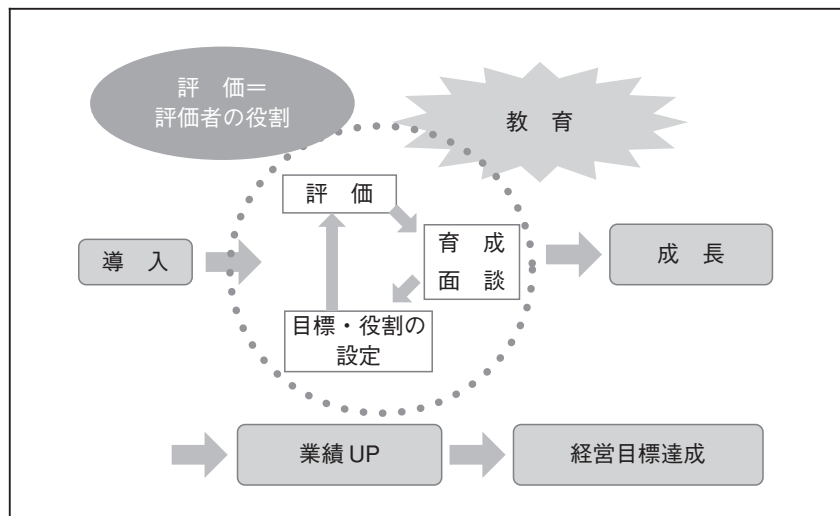 評　価＝
評価者の役割
教　育
評　価
導　入
育　成
面　談
成　長
目標・役割の
設定
業績 UP
経営目標達成